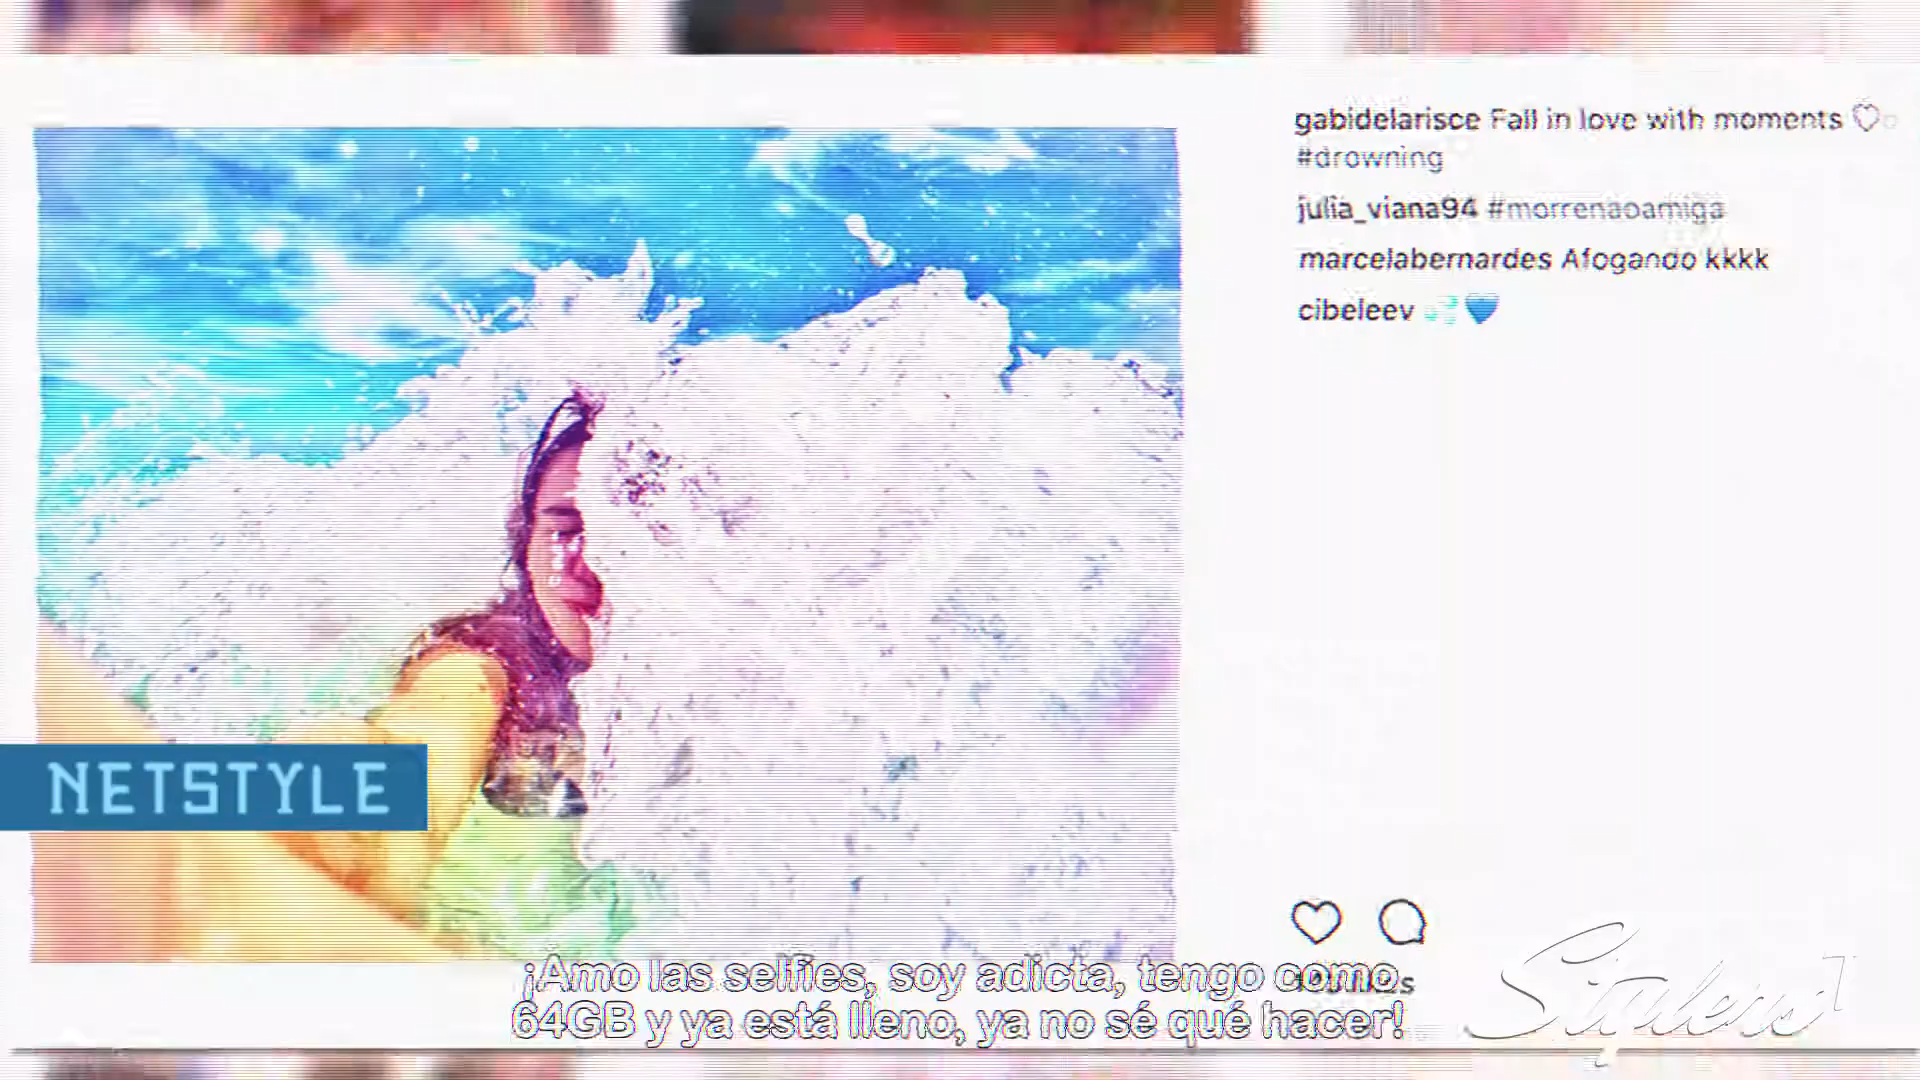 gabidelarisce Fall in love with moments
#drowning
julia_viana94 #morrenaoamiga
marcelabernardes Afogando kkkk
cibeleev
NETSTYLE
¡Amo las selfies, soy adicta, tengo como
64GB y ya está lleno, ya no sé qué hacer!